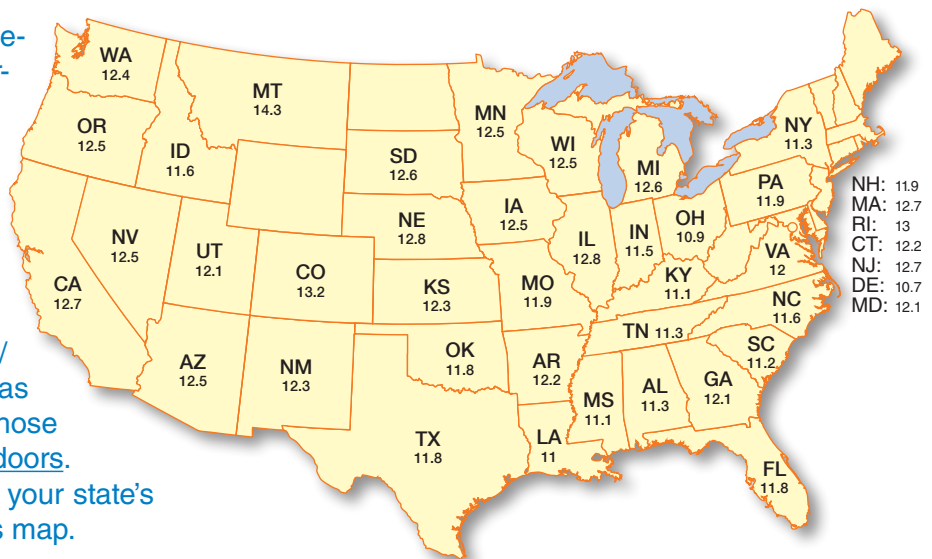 e-
r-
/
as
hose
doors.
your state's
s map.
WA
12.4
OR
12.5
CA
12.7
NV
12.5
ID
11.6
MT
14.3
UT
12.1
AZ
12.5
CO
13.2
NM
12.3
SD
12.6
NE
12.8
KS
12.3
OK
11.8
TX
11.8
MN
12.5
IA
12.5
MO
11.9
AR
12.2
LA
11
WI
12.5
IL
12.8
MI
12.6
IN
11.5
OH
10.9
KY
11.1
TN 11.3
MS
11.1
AL
11.3
GA
12.1
FL
11.8
SC
11.2
NC
11.6
VA
12
PA
11.9
NY
11.3
NH: 11.9
MA: 12.7
RI: 13
CT: 12.2
NJ: 12.7
DE: 10.7
MD: 12.1